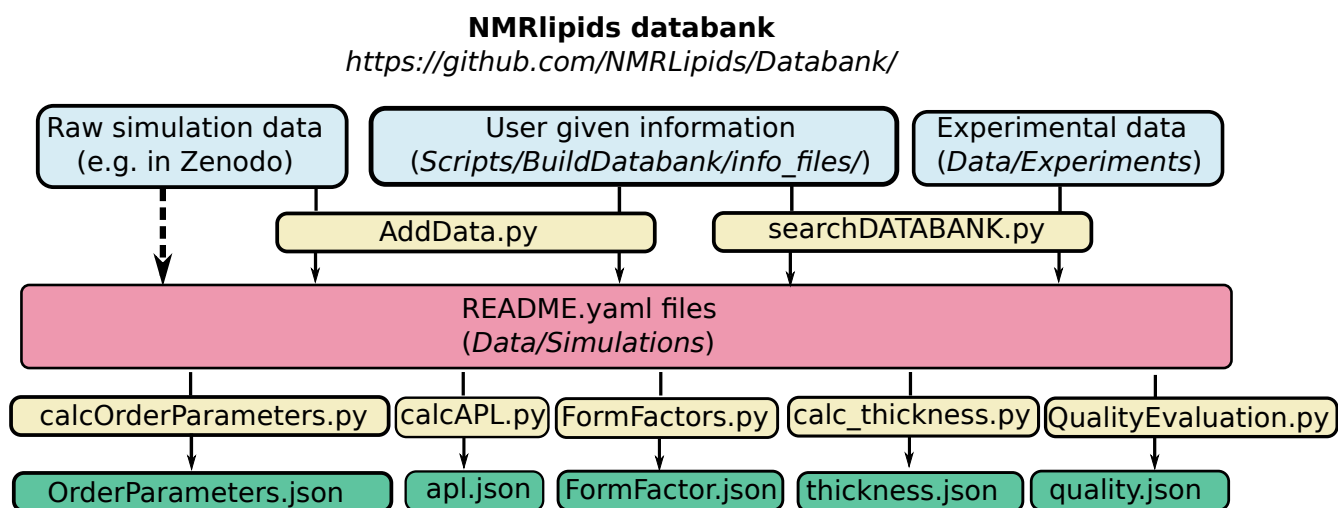 NMRlipids databank
https://github.com/NMRLipids/Databank/
Raw simulation data
(e.g. in Zenodo)
User given information
(Scripts/BuildDatabank/info_files/)
Experimental data
(Data/Experiments)
AddData.py
searchDATABANK.py
README.yaml files
(Data/Simulations)
calcOrderParameters.py
calcAPL.py
FormFactors.py
calc_thickness.py
QualityEvaluation.py
OrderParameters.json
apl.json
FormFactor.json
thickness.json
quality.json